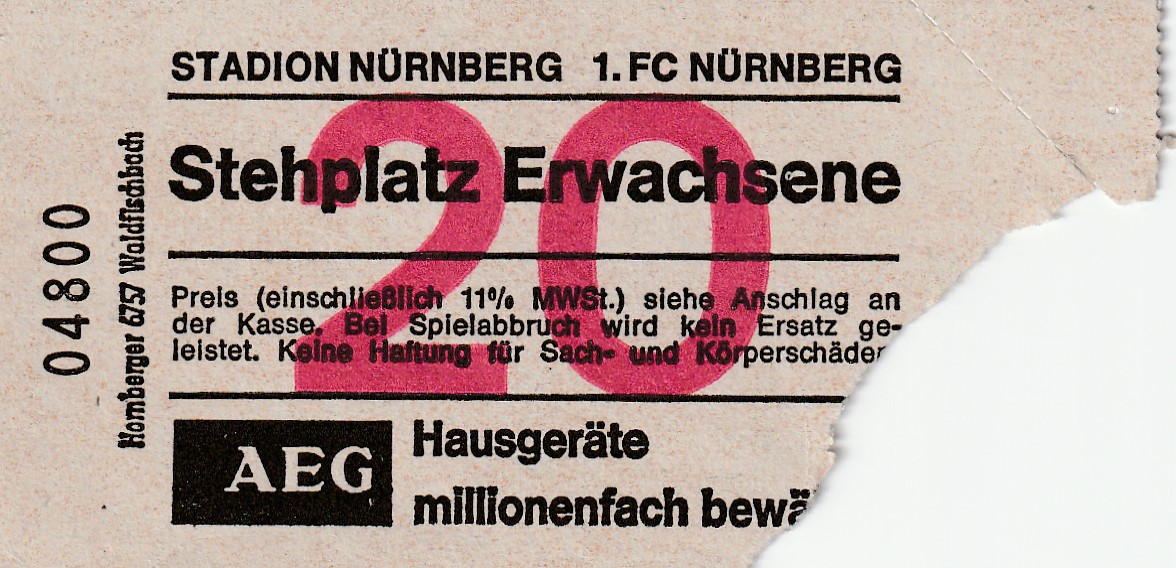 STADION NÜRNBERG 1. FC NÜRNBERG
Stehplatz Erwachsene
20
Preis (einschließlich 11% MWSt.) siehe Anschlag an
der Kasse. Bei Spielabbruch wird kein Ersatz ge-
leistet. Keine Haftung für Sach- und Körperschäden
AEG
Hausgeräte
millionenfach bewä
04800
Homberger 6757 Waldfischbach